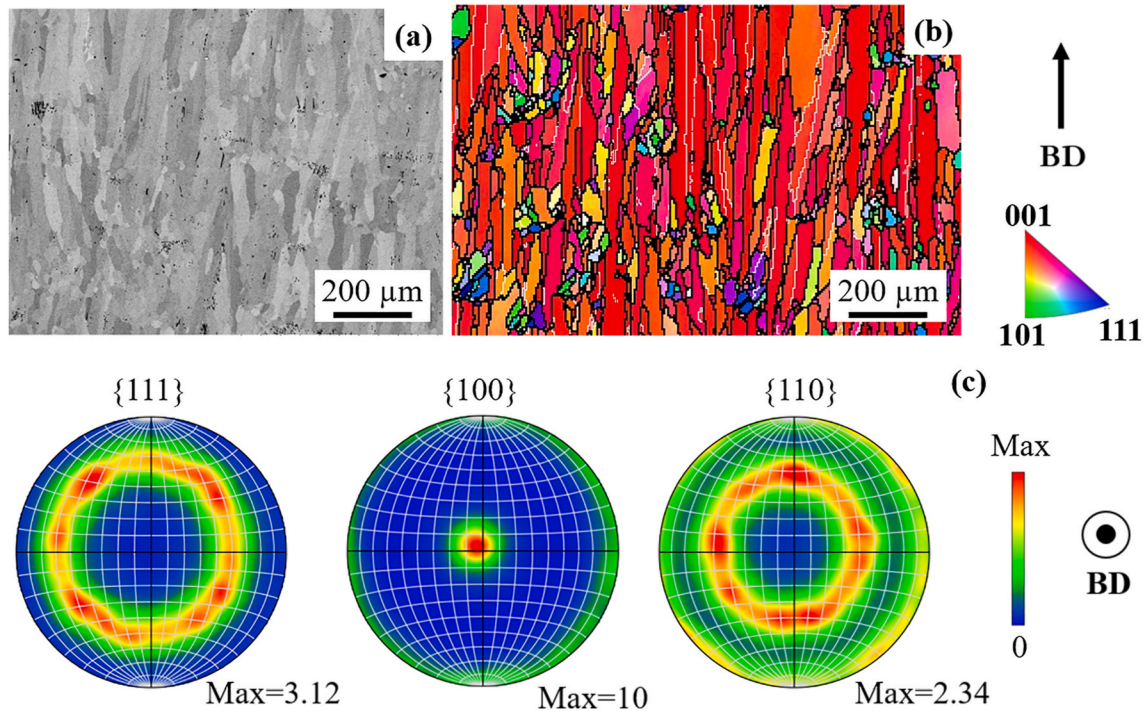 (a)
(b)
BD
001
200 µm
200 µm
101
111
{111}
{100}
{110}
(c)
Max
BD
0
Max=3.12
Max=10
Max=2.34